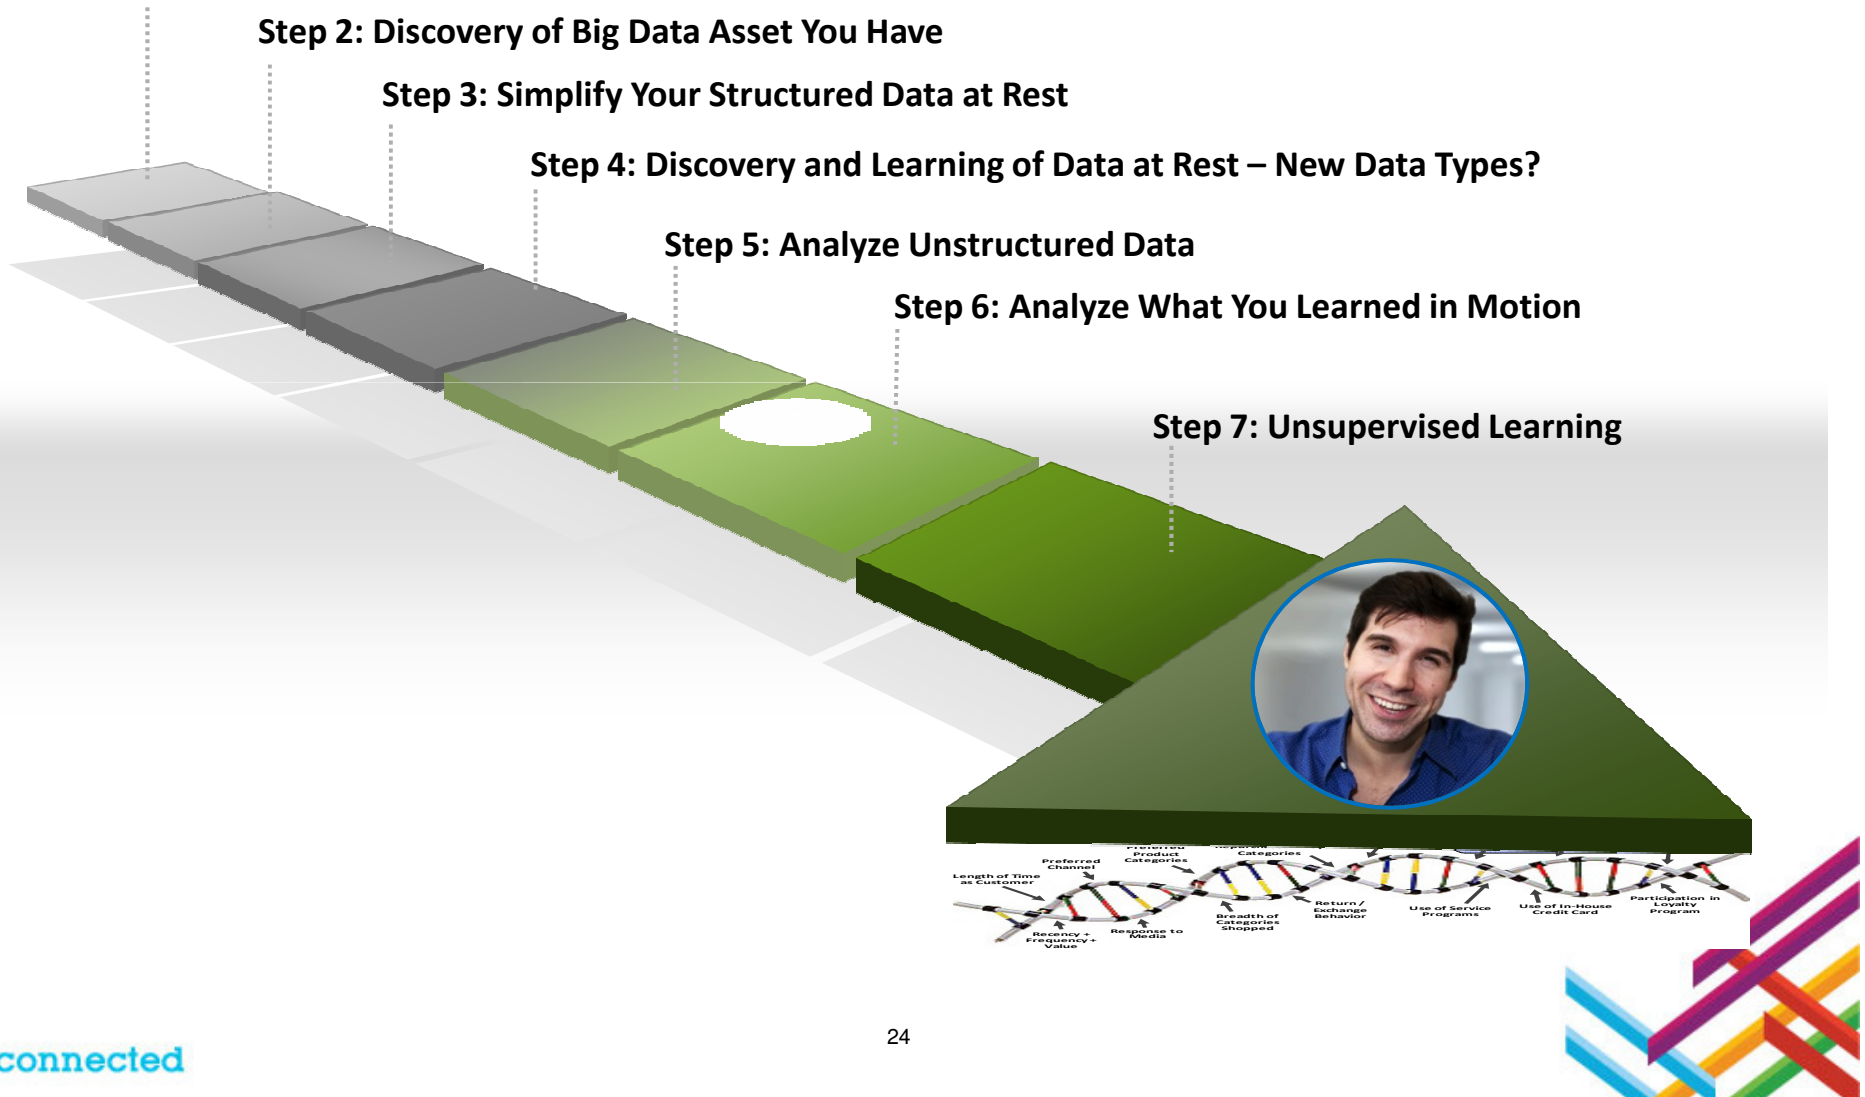 Step 2: Discovery of Big Data Asset You Have
Step 3: Simplify Your Structured Data at Rest
Step 4: Discovery and Learning of Data at Rest – New Data Types?
Step 5: Analyze Unstructured Data
Step 6: Analyze What You Learned in Motion
Step 7: Unsupervised Learning
Preferred
Product
Categories
Categories
Preferred
Channel
Length of Time
as Customer
Recency +
Frequency +
Value
Response to
Media
Breadth of
Categories
Shopped
Return /
Exchange
Behavior
Use of Service
Programs
Use of In-House
Credit Card
Participation in
Loyalty
Program
24
connected